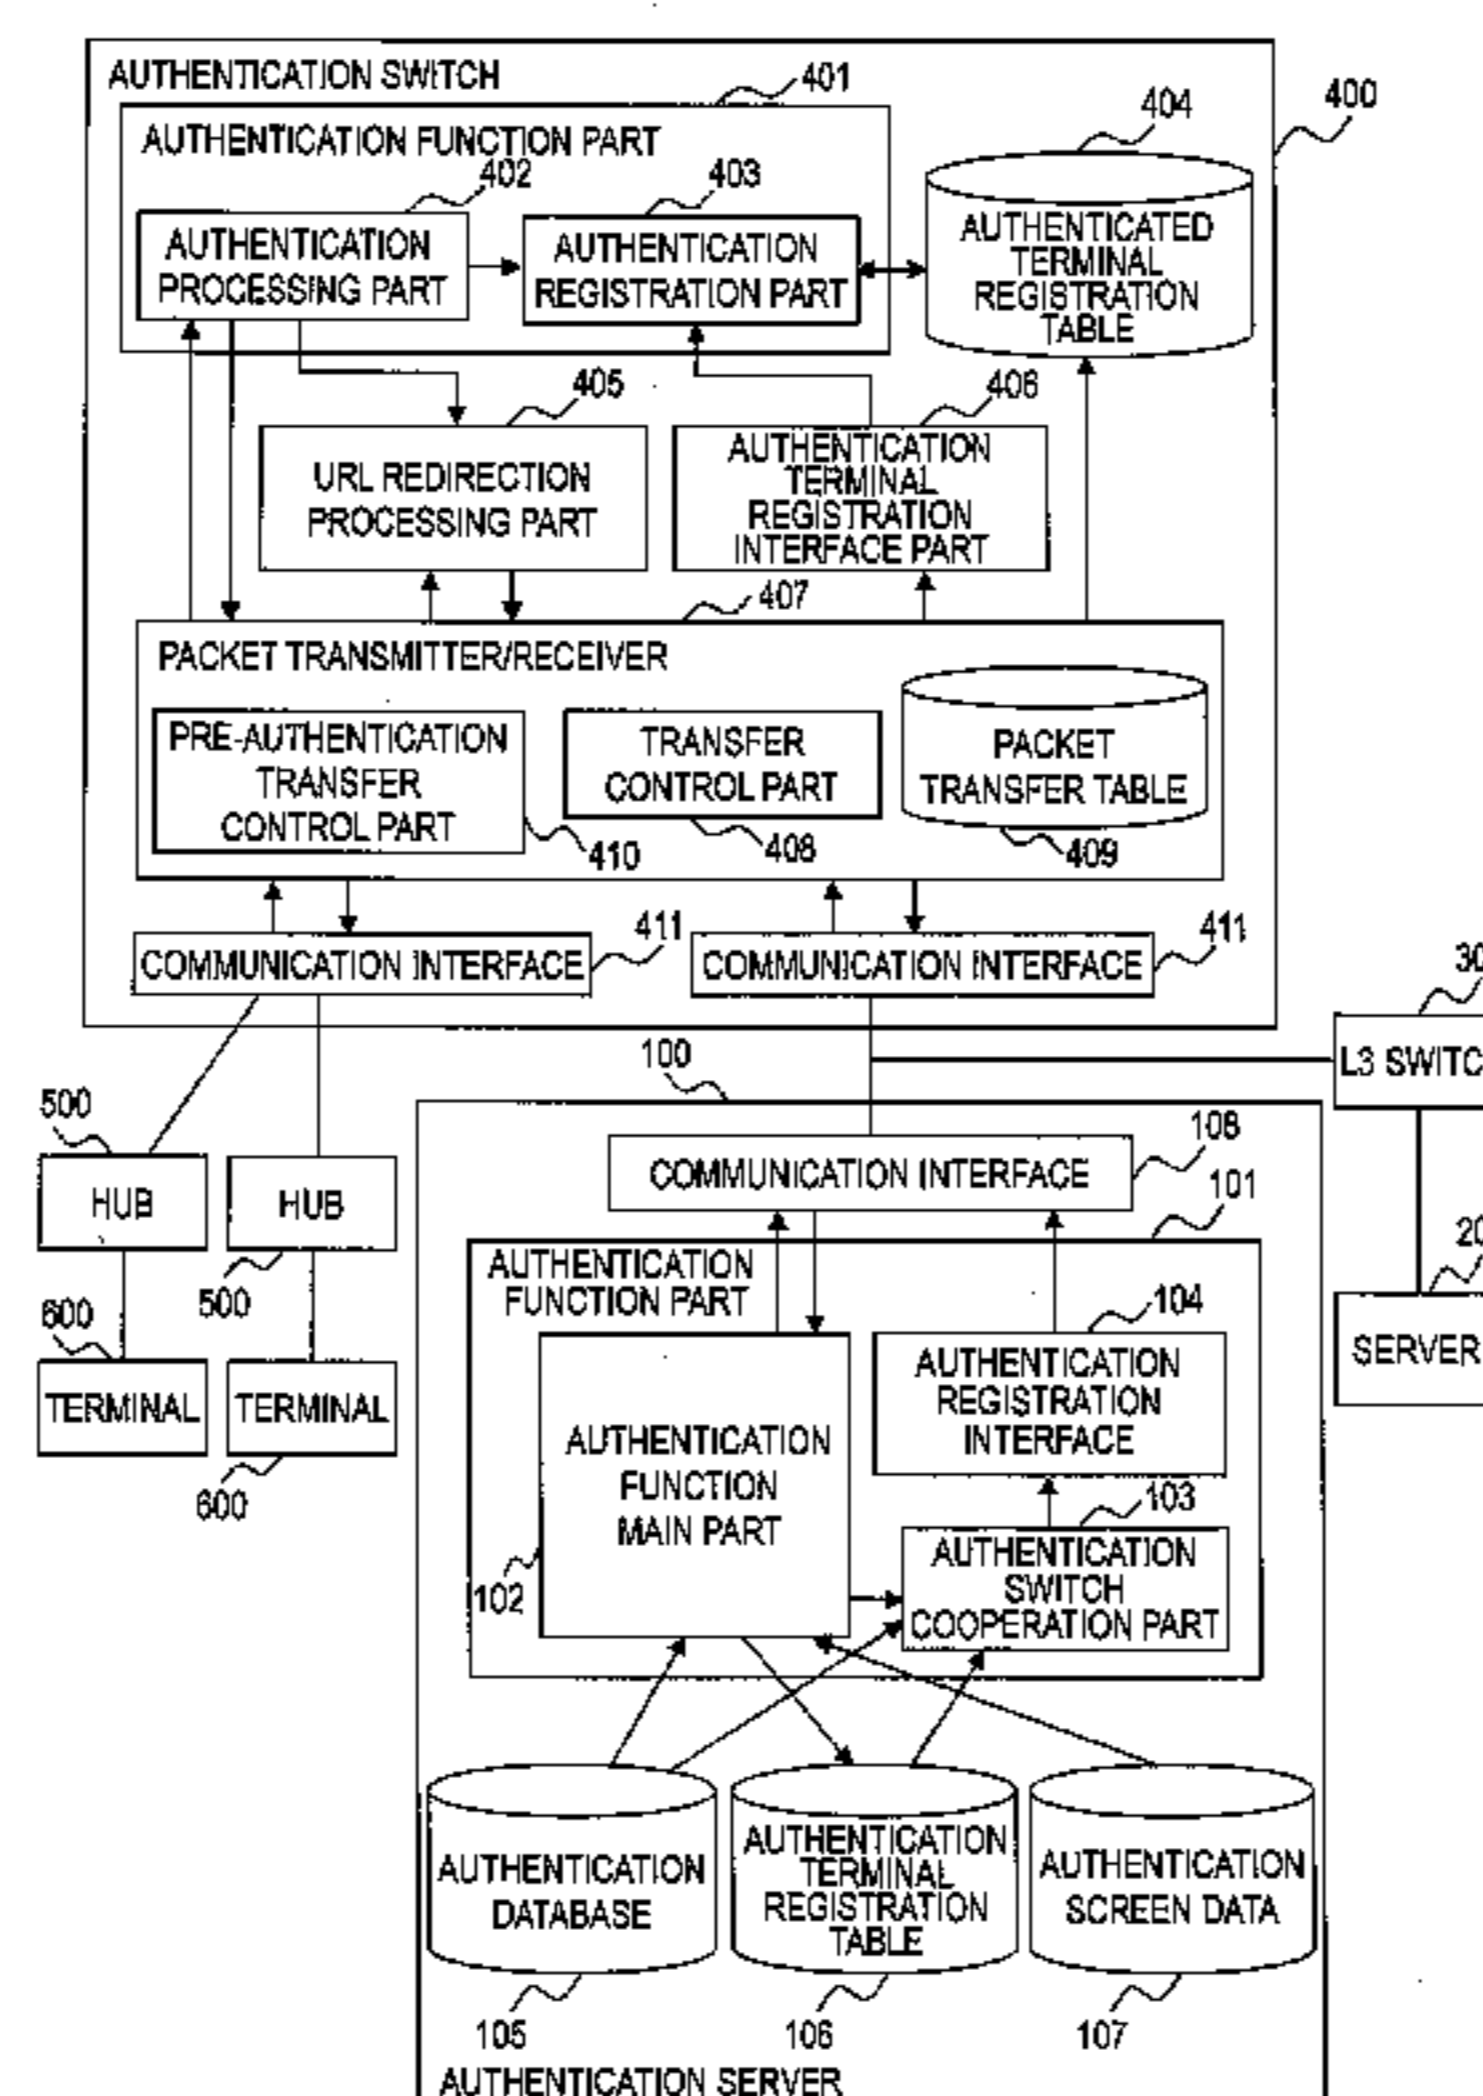 AUTHENTICATION SWITCH
401
404
400
AUTHENTICATION FUNCTION PART
402
403
AUTHENTICATION
PROCESSING PART
AUTHENTICATION
REGISTRATION PART
AUTHENTICATED
TERMINAL
REGISTRATION
TABLE
405
406
URL REDIRECTION
PROCESSING PART
AUTHENTICATION
TERMINAL
REGISTRATION
INTERFACE PART
407
PACKET TRANSMITTER/RECEIVER
PRE-AUTHENTICATION
TRANSFER
CONTROL PART
410
TRANSFER
CONTROL PART
408
PACKET
TRANSFER TABLE
409
COMMUNICATION INTERFACE
411
COMMUNICATION INTERFACE
411
30
L3 SWITC
100
500
HUB
HUB
500
600
TERMINAL
TERMINAL
600
108
COMMUNICATION INTERFACE
101
20
SERVER
AUTHENTICATION
FUNCTION PART
104
AUTHENTICATION
FUNCTION
MAIN PART
102
AUTHENTICATION
REGISTRATION
INTERFACE
103
AUTHENTICATION
SWITCH
COOPERATION PART
AUTHENTICATION
DATABASE
AUTHENTICATION
TERMINAL
REGISTRATION
TABLE
AUTHENTICATION
SCREEN DATA
105
106
107
AUTHENTICATION SERVER